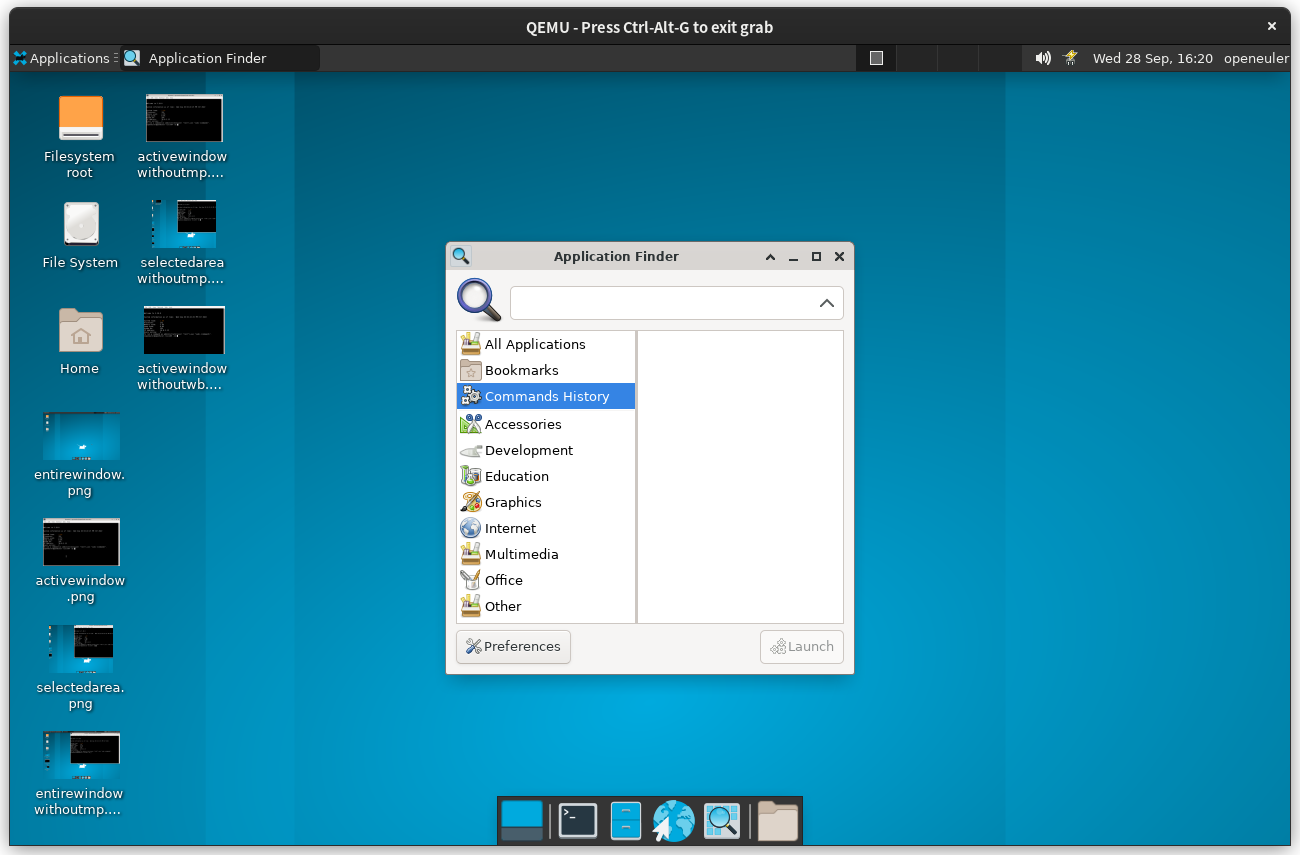 QEMU - Press Ctrl-Alt-G to exit grab
Applications
Application Finder
Wed 28 Sep, 16:20
openeuler
Filesystem
root
activewindow
withoutmp....
File System
selectedarea
withoutmp....
Home
activewindow
withoutwb....
entirewindow.
png
activewindow
.png
selectedarea.
png
entirewindow
withoutmp....
Application Finder
All Applications
Bookmarks
Commands History
Accessories
Development
Education
Graphics
Internet
Multimedia
Office
Other
Preferences
Launch